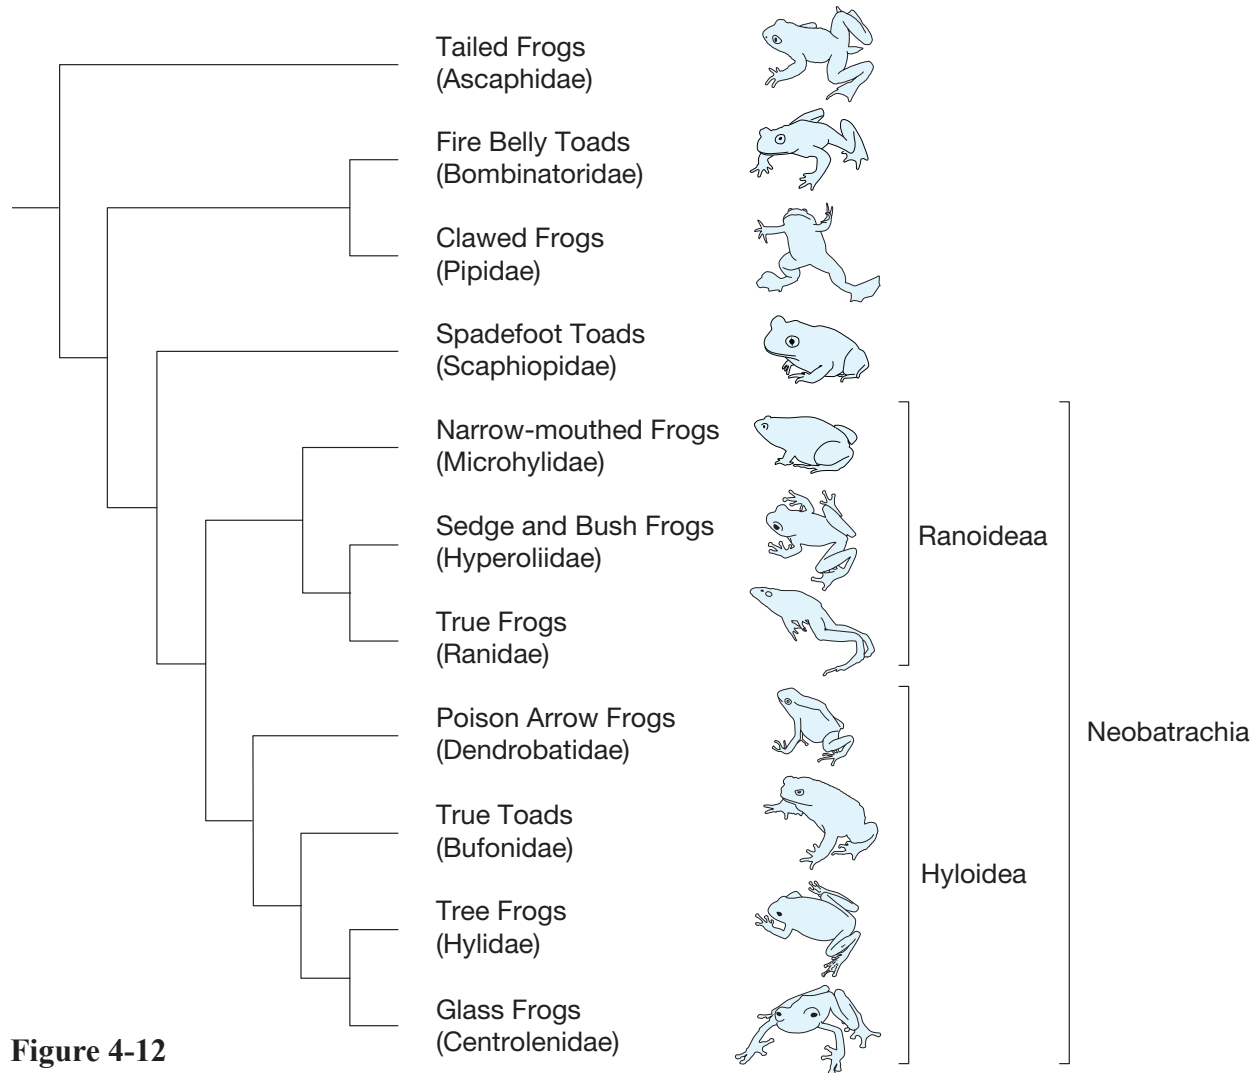 Tailed Frogs
(Ascaphidae)
Fire Belly Toads
(Bombinatoridae)
Clawed Frogs
(Pipidae)
Spadefoot Toads
(Scaphiopidae)
Narrow-mouthed Frogs
(Microhylidae)
Sedge and Bush Frogs
(Hyperoliidae)
True Frogs
(Ranidae)
Poison Arrow Frogs
(Dendrobatidae)
True Toads
(Bufonidae)
Tree Frogs
(Hylidae)
Glass Frogs
(Centrolenidae)
Ranoideaa
Hyloidea
Neobatrachia
Figure 4-12